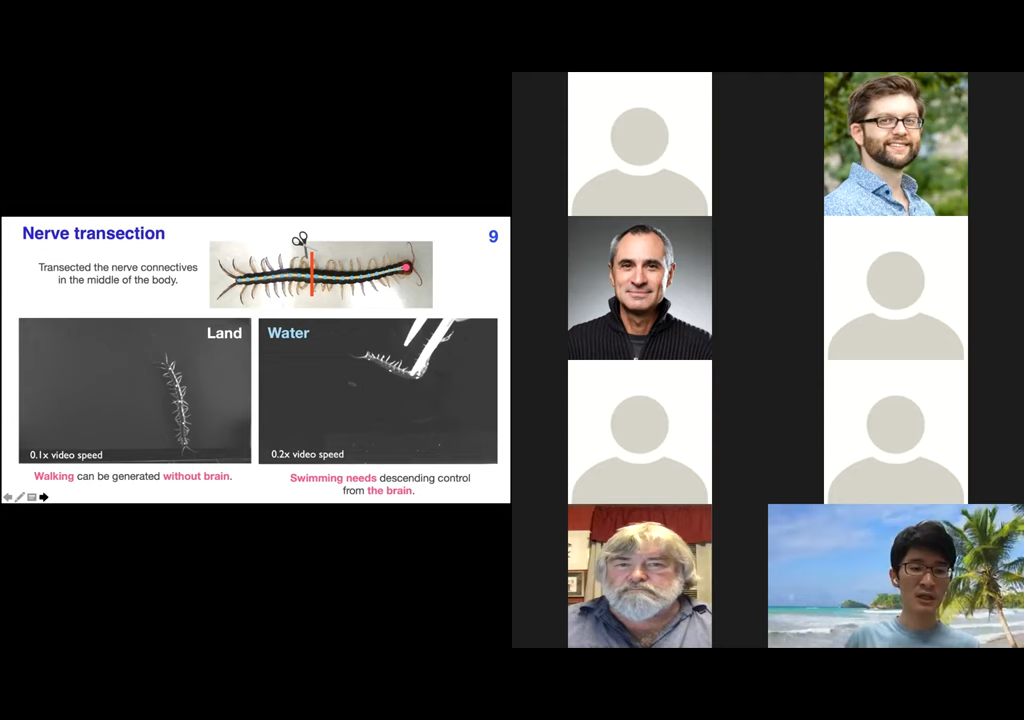 Nerve transection
9
Transected the nerve connectives
in the middle of the body.
Land
Water
0.1x video speed
0.2x video speed
Walking can be generated without brain.
Swimming needs descending control
from the brain.